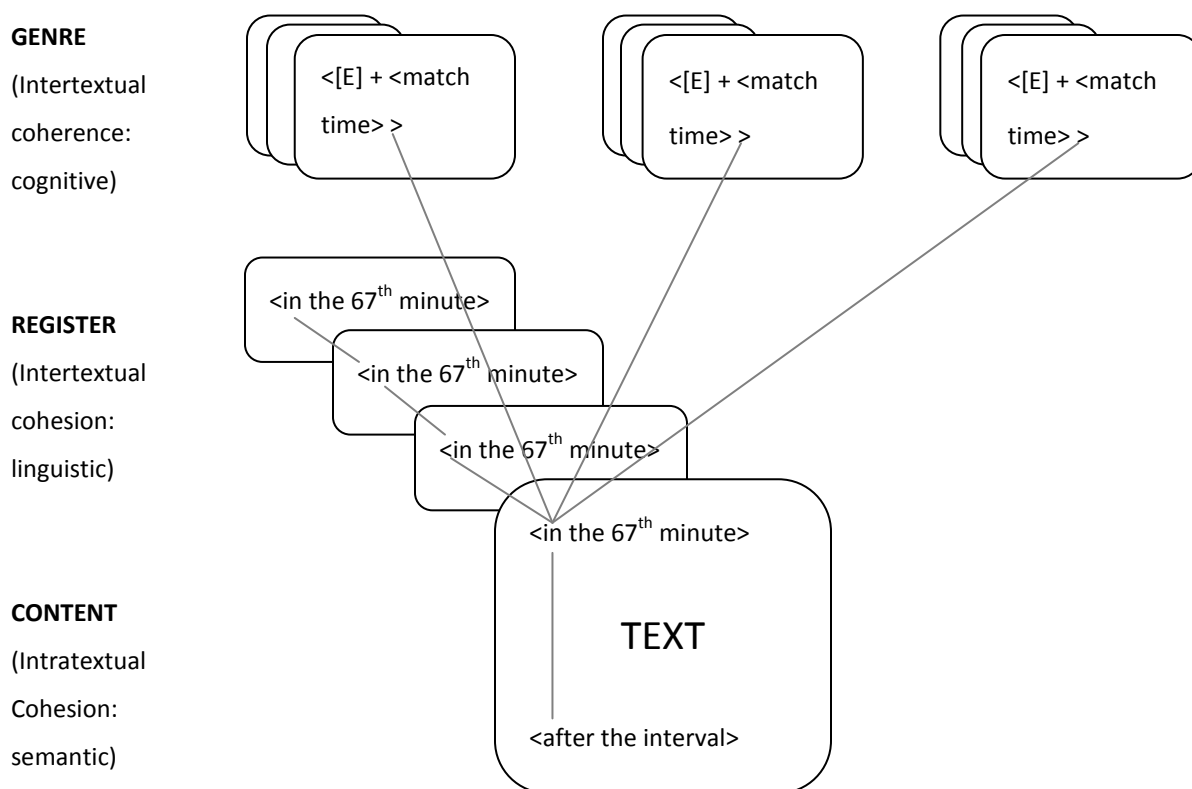 GENRE
(Intertextual
coherence:
cognitive)
<[E] + <match
time> >
<[E] + <match
time> >
<[E] + <match
time> >
REGISTER
(Intertextual
cohesion:
linguistic)
<in the 67th minute>
<in the 67th minute>
<in the 67th minute>
CONTENT
(Intratextual
Cohesion:
semantic)
<in the 67th minute>
TEXT
<after the interval>